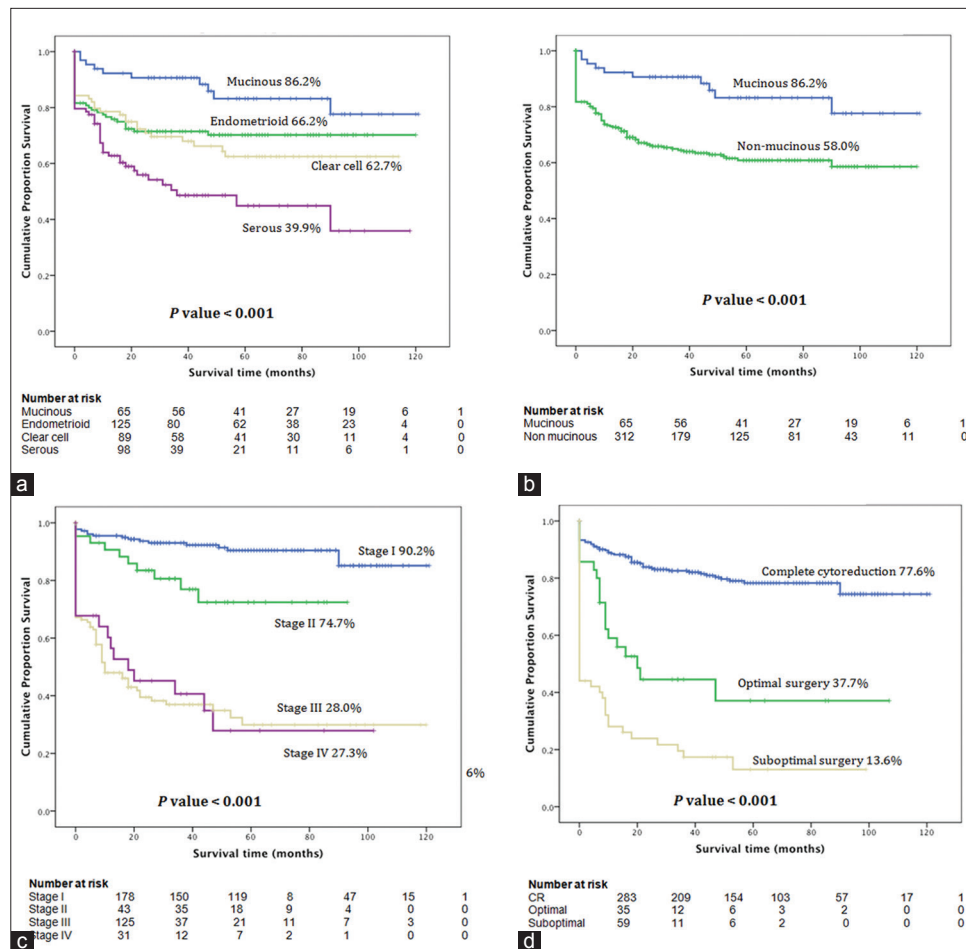 1.0
0.8
0.6
0.4
0.2
0.0
Cumulative Proportion Survival
Mucinous 86.2%
Endometrioid 66.2%
Clear cell 62.7%
Serous 39.9%
P value < 0.001
0 20 40 60 80 100 120
Survival time (months)
Number at risk
Mucinous 65 56 41 27 19 6 1
Endometrioid 125 80 62 38 23 4 0
Clear cell 89 58 41 30 11 4 0
Serous 98 39 21 11 6 1 0
a
1.0
0.8
0.6
0.4
0.2
0.0
Cumulative Proportion Survival
Mucinous 86.2%
Non-mucinous 58.0%
P value < 0.001
0 20 40 60 80 100 120
Survival time (months)
Number at risk
Mucinous 65 56 41 27 19 6 1
Non mucinous 312 179 125 81 43 11 0
b
1.0
0.8
0.6
0.4
0.2
0.0
Cumulative Proportion Survival
Stage I 90.2%
Stage II 74.7%
Stage III 28.0%
Stage IV 27.3%
6%
P value < 0.001
0 20 40 60 80 100 120
Survival time (months)
Number at risk
Stage I 178 150 119 8 47 15 1
Stage II 43 35 18 9 4 0 0
Stage III 125 37 21 11 7 3 0
Stage IV 31 12 7 2 1 0 0
c
1.0
0.8
0.6
0.4
0.2
0.0
Cumulative Proportion Survival
Complete cytoreduction 77.6%
Optimal surgery 37.7%
Suboptimal surgery 13.6%
P value < 0.001
0 20 40 60 80 100 120
Survival time (months)
Number at risk
CR 283 209 154 103 57 17 1
Optimal 35 12 6 3 2 0 0
Suboptimal 59 11 6 2 0 0 0
d